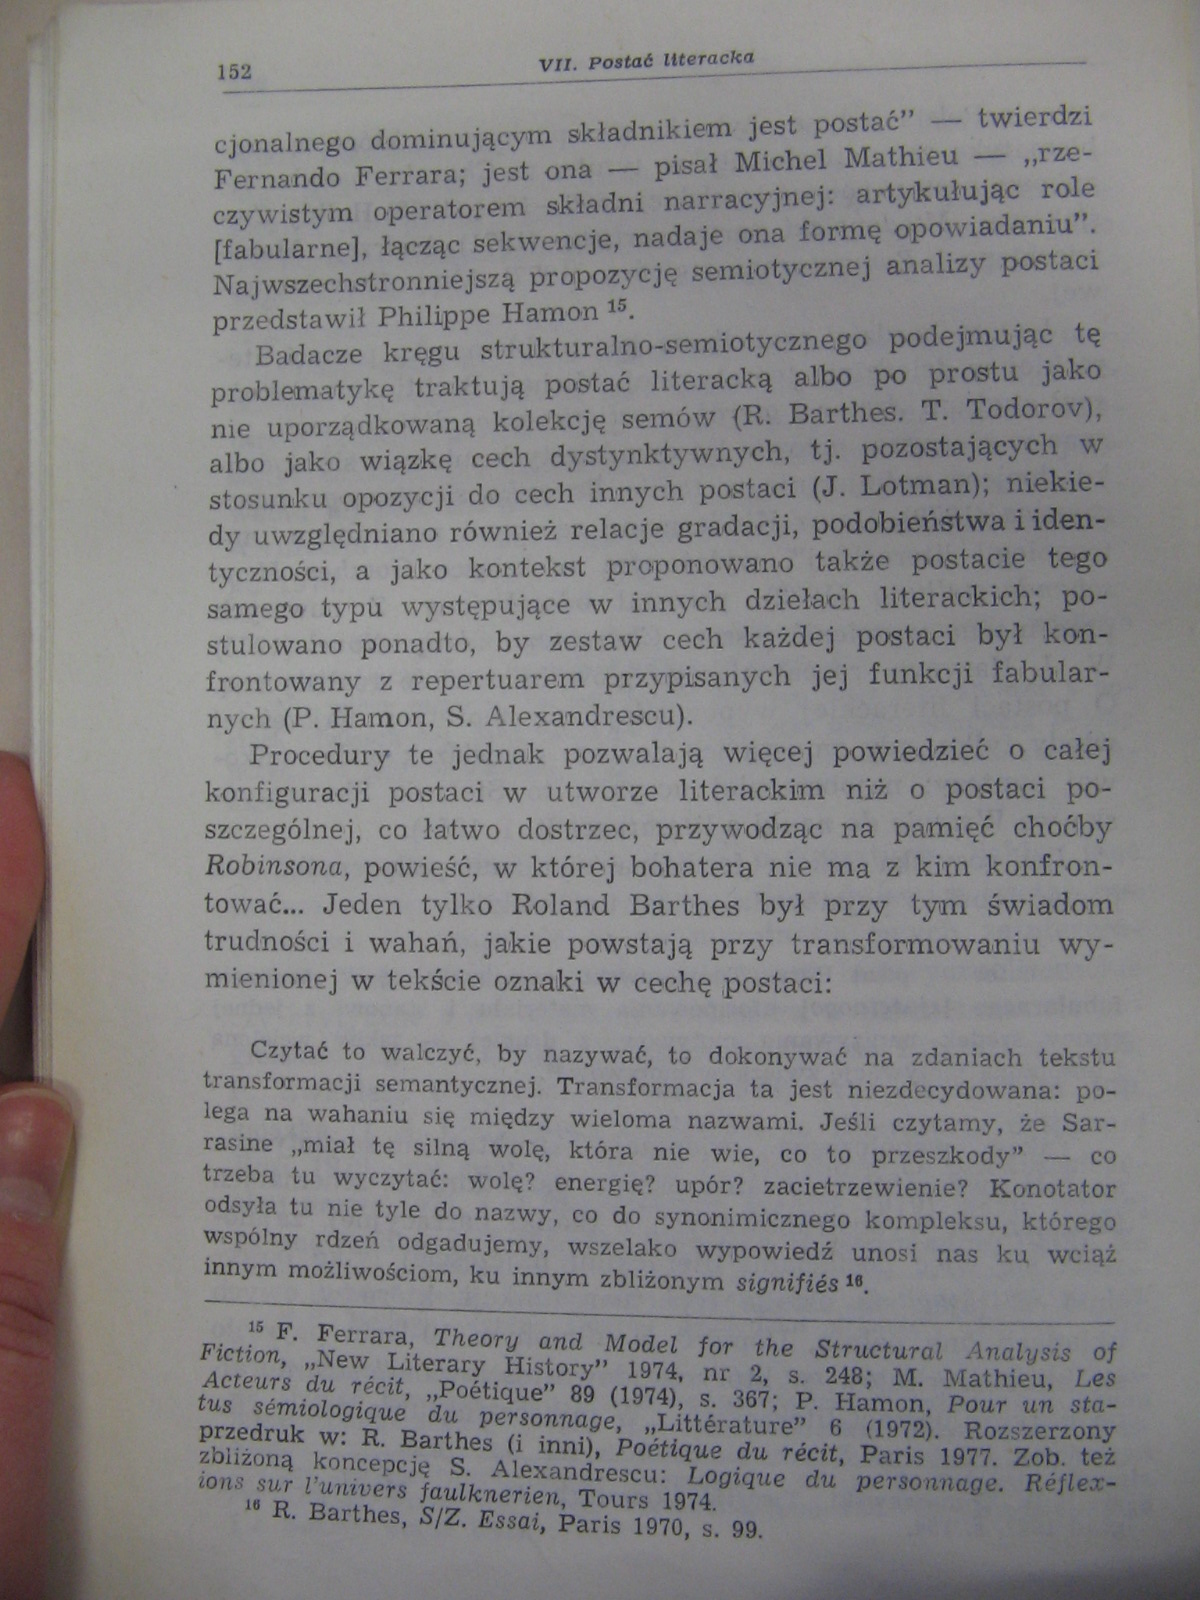 152
VII. Postać literacka
cjonalnego dominującym składnikiem jest postać” — twierdzi
Fernando Ferrara; jest ona — pisał Michel Mathieu — „rze-
czywistym operatorem składni narracyjnej: artykułując role
[fabularne], łącząc sekwencje, nadaje ona formę opowiadaniu”.
Najwszechstronniejszą propozycję semiotycznej analizy postaci
przedstawił Philippe Hamon 15.
Badacze kręgu strukturalno-semiotycznego podejmując tę
problematykę traktują postać literacką albo po prostu jako
nie uporządkowaną kolekcję semów (R. Barthes. T. Todorov),
albo jako wiązkę cech dystynktywnych, tj. pozostających w
stosunku opozycji do cech innych postaci (J. Lotman); niekie-
dy uwzględniano również relacje gradacji, podobieństwa i iden-
tyczności, a jako kontekst proponowano także postacie tego
samego typu występujące w innych dziełach literackich; po-
stulowano ponadto, by zestaw cech każdej postaci był kon-
frontowany z repertuarem przypisanych jej funkcji fabular-
nych (P. Hamon, S. Alexandrescu).
Procedury te jednak pozwalają więcej powiedzieć o całej
konfiguracji postaci w utworze literackim niż o postaci po-
szczególnej, co łatwo dostrzec, przywodząc na pamięć choćby
Robinsona, powieść, w której bohatera nie ma z kim konfron-
tować... Jeden tylko Roland Barthes był przy tym świadom
trudności i wahań, jakie powstają przy transformowaniu wy-
mienionej w tekście oznaki w cechę postaci:
Czytać to walczyć, by nazywać, to dokonywać na zdaniach tekstu
transformacji semantycznej. Transformacja ta jest niezdecydowana: po-
lega na wahaniu się między wieloma nazwami. Jeśli czytamy, że Sar-
rasine „miał tę silną wolę, która nie wie, co to przeszkody” — co
trzeba tu wyczytać: wolę? energię? upór? zacietrzewienie? Konotator
odsyła tu nie tyle do nazwy, co do synonimicznego kompleksu, którego
wspólny rdzeń odgadujemy, wszelako wypowiedź unosi nas ku wciąż
innym możliwościom, ku innym zbliżonym signifiés 16.
15 F. Ferrara, Theory and Model for the Structural Analysis of
Fiction, „New Literary History” 1974, nr 2, s. 248; M. Mathieu, Les
Acteurs du récit, „Poétique” 89 (1974), s. 367; P. Hamon, Pour un sta-
tus sémiologique du personnage, „Littérature” 6 (1972). Rozszerzony
przedruk w: R. Barthes (i inni), Poétique du récit, Paris 1977. Zob. też
zbliżoną koncepcję S. Alexandrescu: Logique du personnage. Réflex-
ions sur l’univers faulknerien, Tours 1974.
16 R. Barthes, S/Z. Essai, Paris 1970, s. 99.